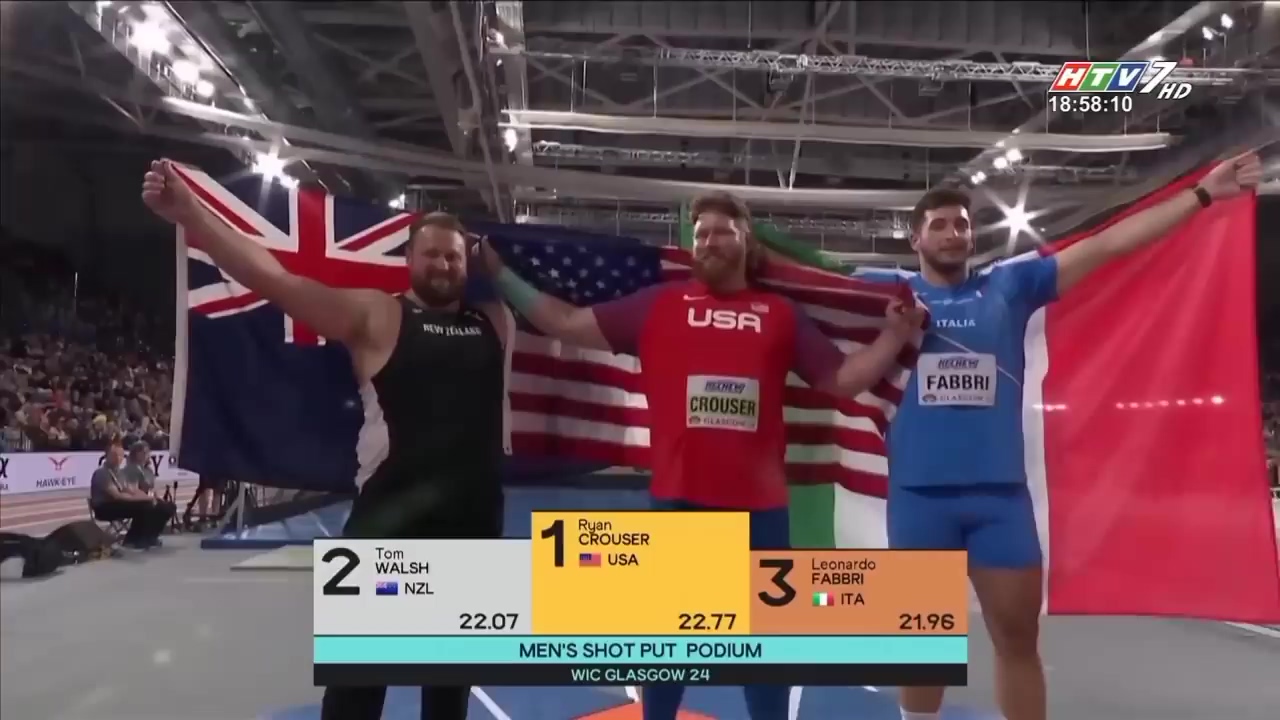 HTV7 HD
18:58:10
NEW ZEALAND
USA
CROUSER
GLASGOW
ITALIA
FABBRI
GLASGOW
HAWK-EYE
2 Tom WALSH
NZL
22.07
1 Ryan CROUSER
USA
22.77
3 Leonardo FABBRI
ITA
21.96
MEN'S SHOT PUT PODIUM
WIC GLASGOW 24